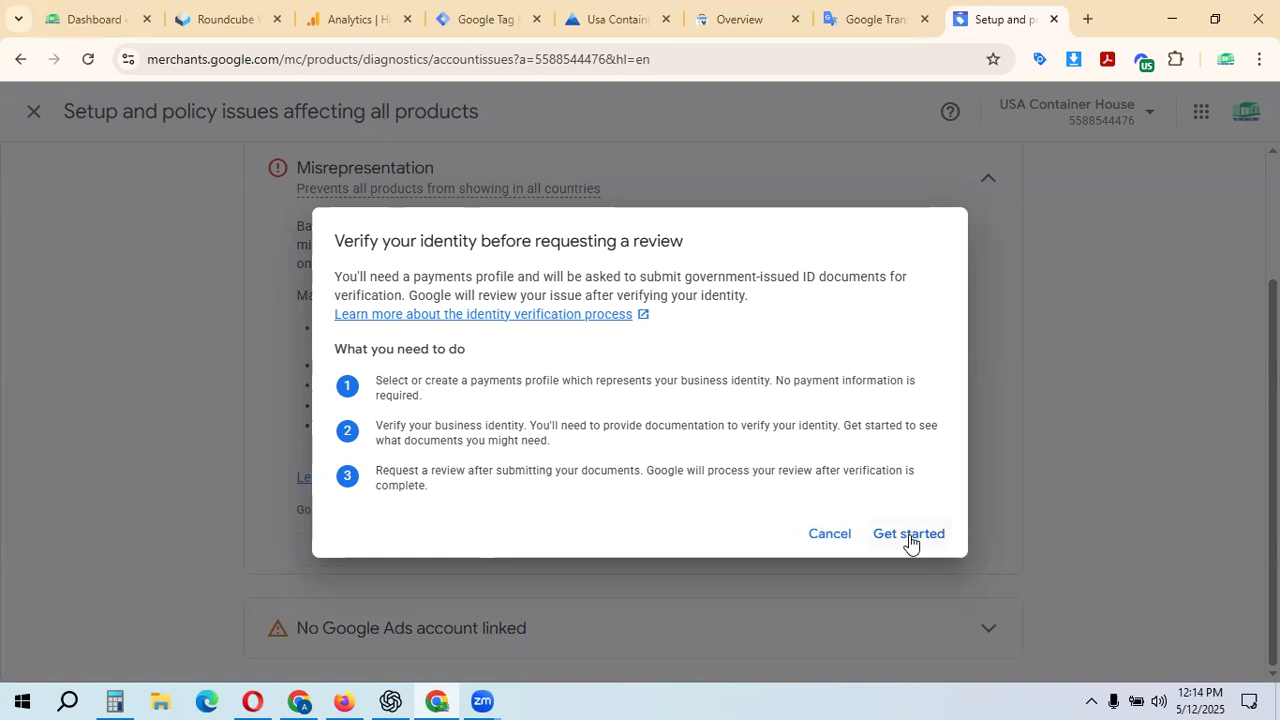 Dashboard
Roundcube
Analytics | H
Google Tag
Usa Contain
Overview
Google Tran
Setup and p
merchants.google.com/mc/products/diagnostics/accountissues?a=5588544476&hl=en
US
Setup and policy issues affecting all products
USA Container House
5588544476
Misrepresentation
Prevents all products from showing in all countries
Verify your identity before requesting a review
You'll need a payments profile and will be asked to submit government-issued ID documents for
verification. Google will review your issue after verifying your identity.
Learn more about the identity verification process
What you need to do
1 Select or create a payments profile which represents your business identity. No payment information is
required.
2 Verify your business identity. You'll need to provide documentation to verify your identity. Get started to see
what documents you might need.
3 Request a review after submitting your documents. Google will process your review after verification is
complete.
Cancel Get started
No Google Ads account linked
zm
12:14 PM
5/12/2025